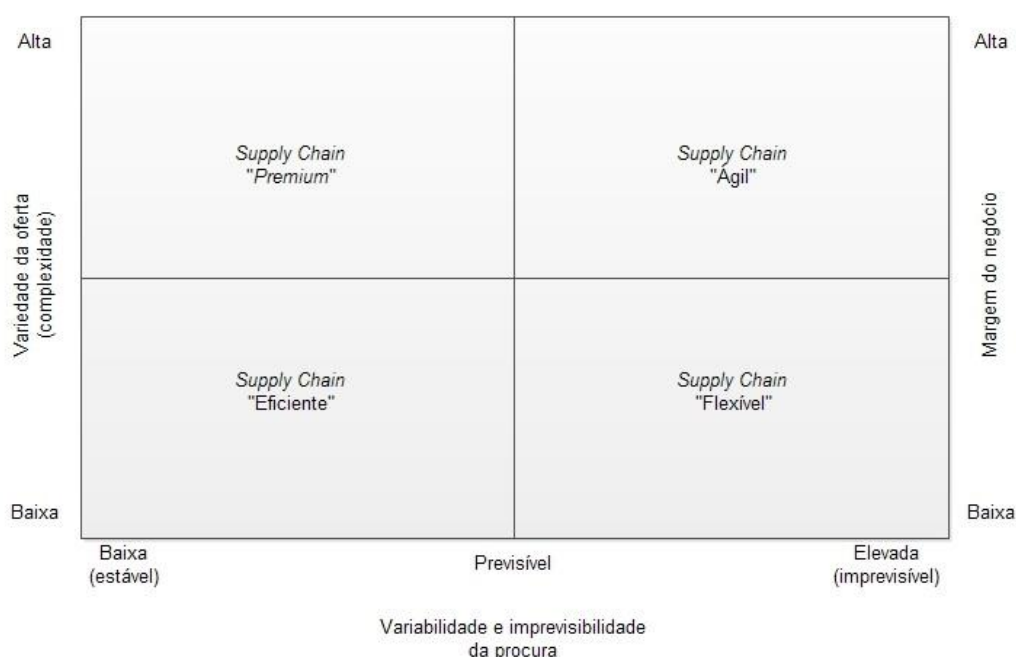 Alta
Alta
Supply Chain
"Premium"
Supply Chain
"Ágil"
Variedade da oferta
(complexidade)
Margem do negócio
Supply Chain
"Eficiente"
Supply Chain
"Flexível"
Baixa
Baixa
Baixa
(estável)
Previsível
Elevada
(imprevisível)
Variabilidade e imprevisibilidade
da procura